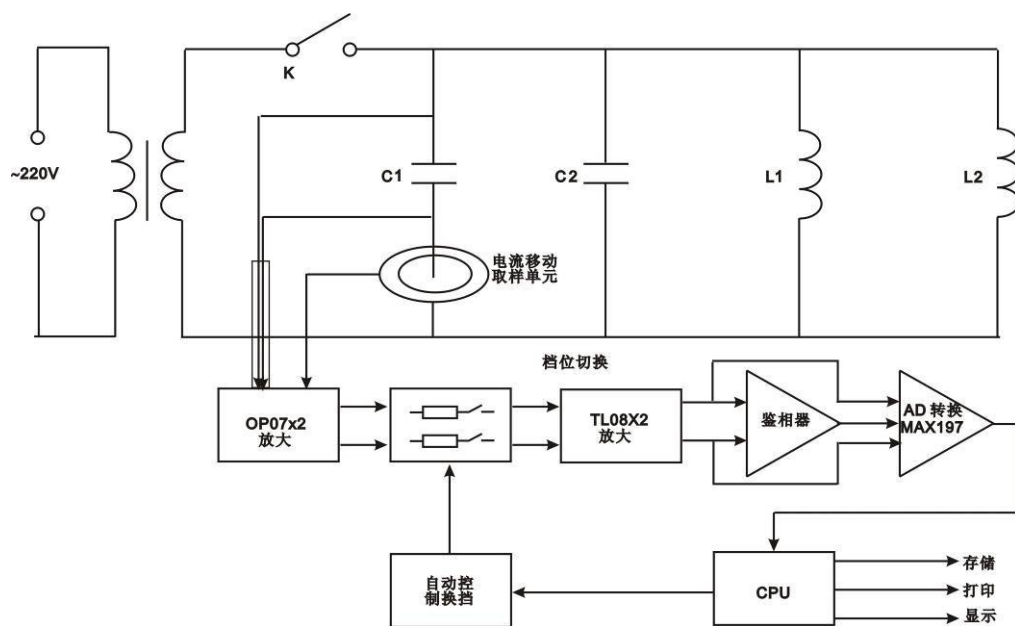 K
~220V
C1
C2
L1
L2
电流移动
取样单元
档位切换
OP07x2
放大
TL08X2
放大
鉴相器
AD 转换
MAX197
自动控
制换挡
CPU
存储
打印
显示